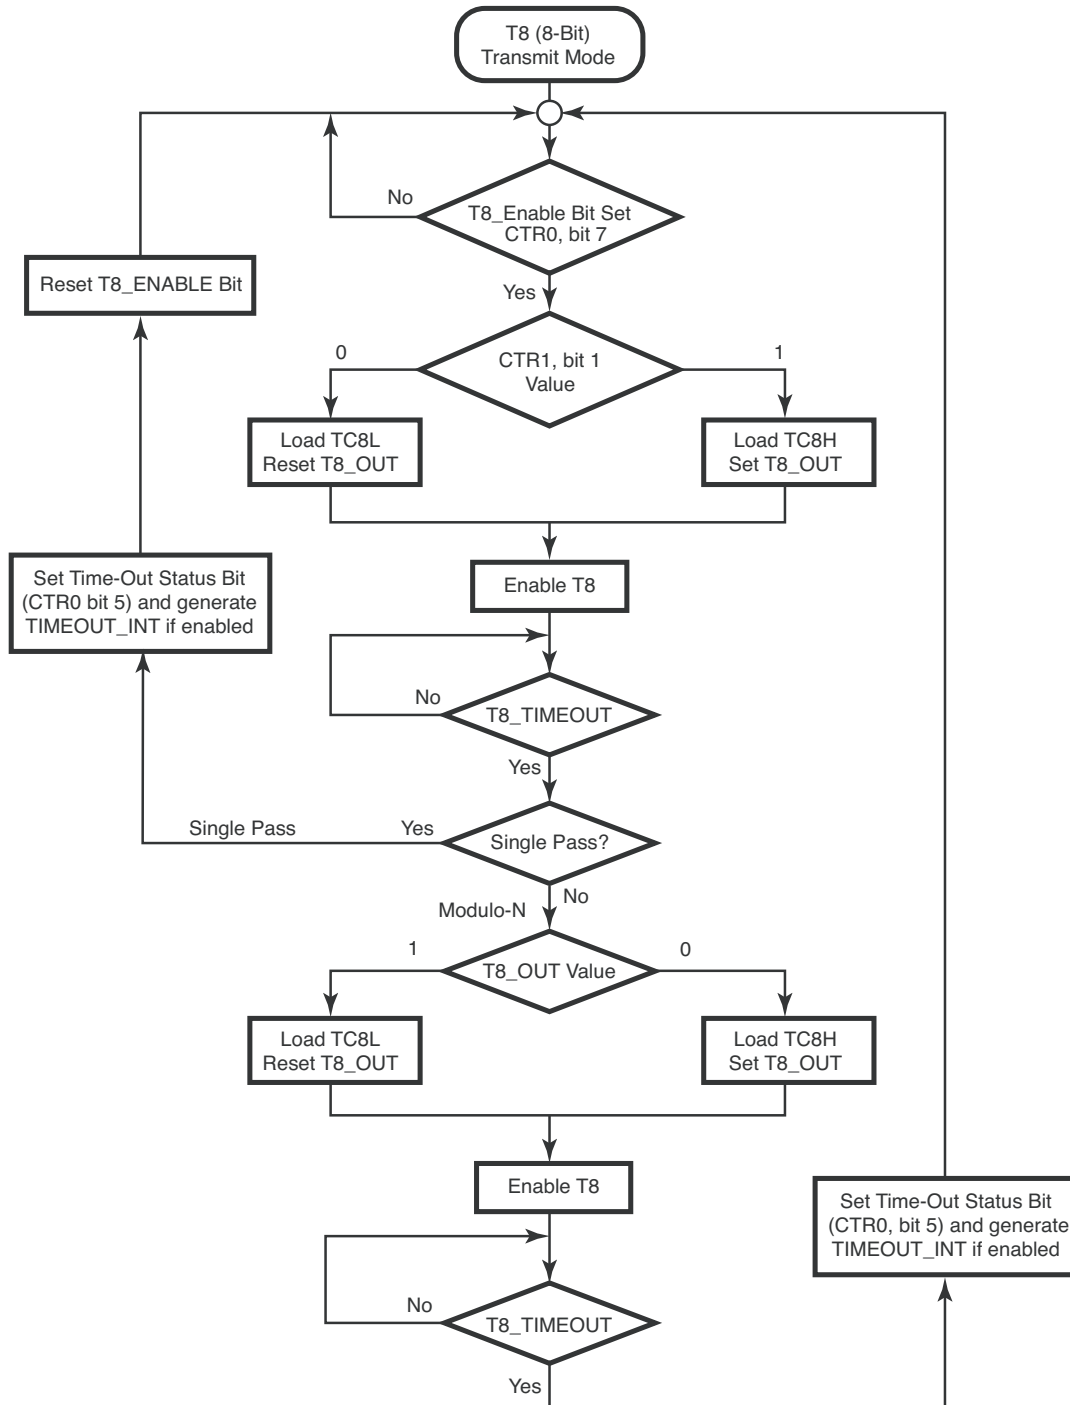 T8 (8-Bit)
Transmit Mode
No
T8_Enable Bit Set
CTR0, bit 7
Reset T8_ENABLE Bit
Yes
0
CTR1, bit 1
Value
1
Load TC8L
Reset T8_OUT
Load TC8H
Set T8_OUT
Set Time-Out Status Bit
(CTR0 bit 5) and generate
TIMEOUT_INT if enabled
Enable T8
No
T8_TIMEOUT
Yes
Single Pass
Yes
Single Pass?
No
Modulo-N
1
T8_OUT Value
0
Load TC8L
Reset T8_OUT
Load TC8H
Set T8_OUT
Enable T8
Set Time-Out Status Bit
(CTR0, bit 5) and generate
TIMEOUT_INT if enabled
No
T8_TIMEOUT
Yes